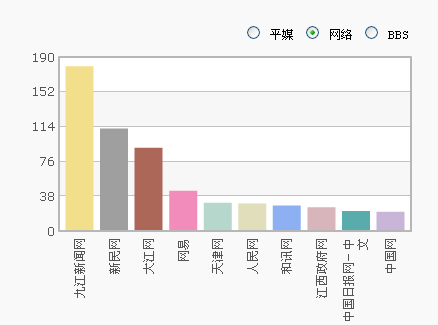 平媒 网络 BBS
190
152
114
76
38
0
九江新闻网
新民网
大江网
网易
天津网
人民网
和讯网
江西政府网
中国日报网-中
文
中国网